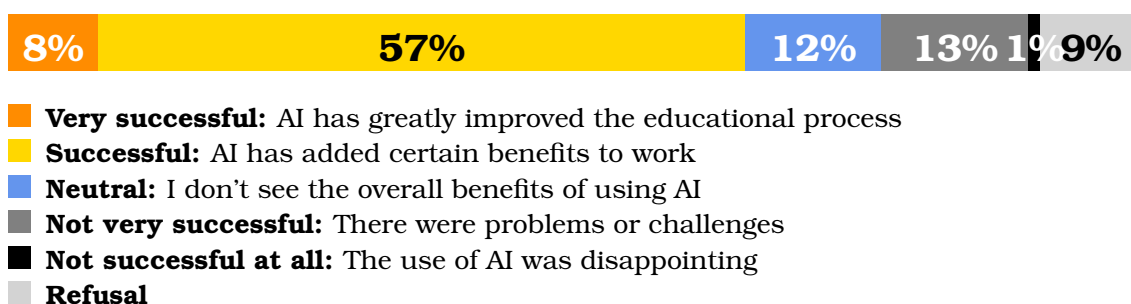 8% 57% 12% 13% 1% 9%
Very successful: AI has greatly improved the educational process
Successful: AI has added certain benefits to work
Neutral: I don't see the overall benefits of using AI
Not very successful: There were problems or challenges
Not successful at all: The use of AI was disappointing
Refusal